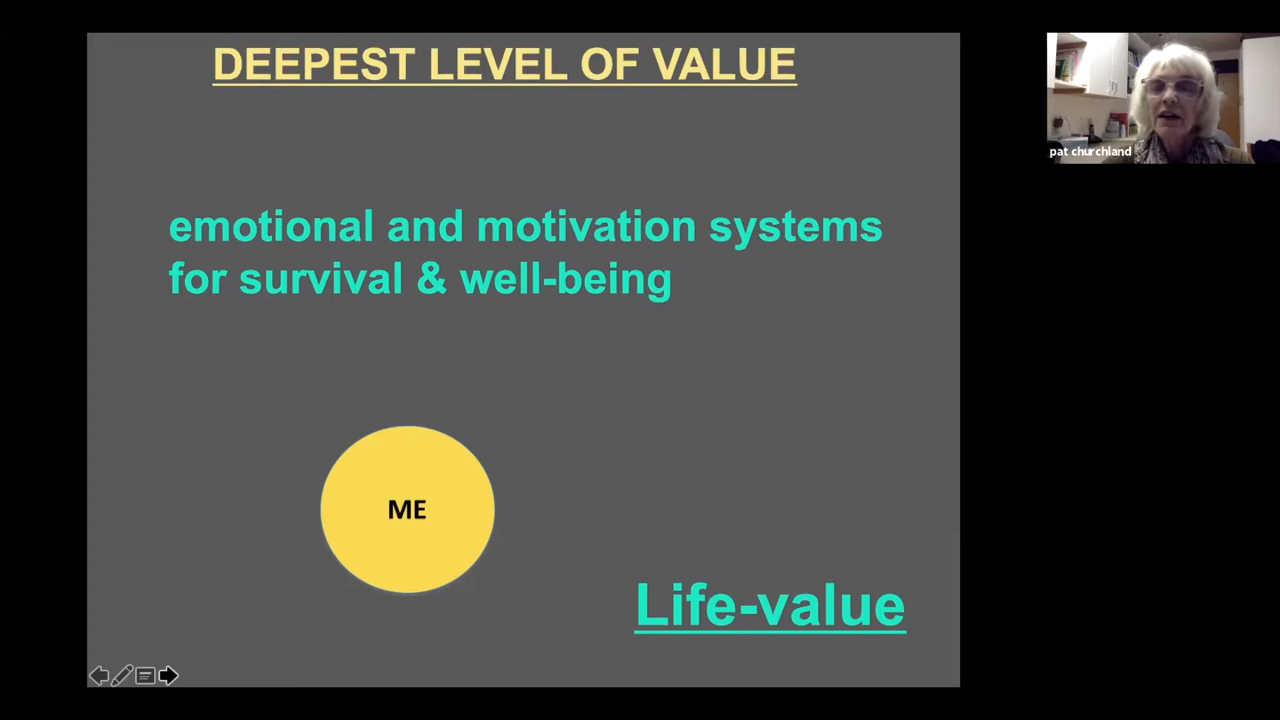 DEEPEST LEVEL OF VALUE
pat churchland
emotional and motivation systems
for survival & well-being
ME
Life-value